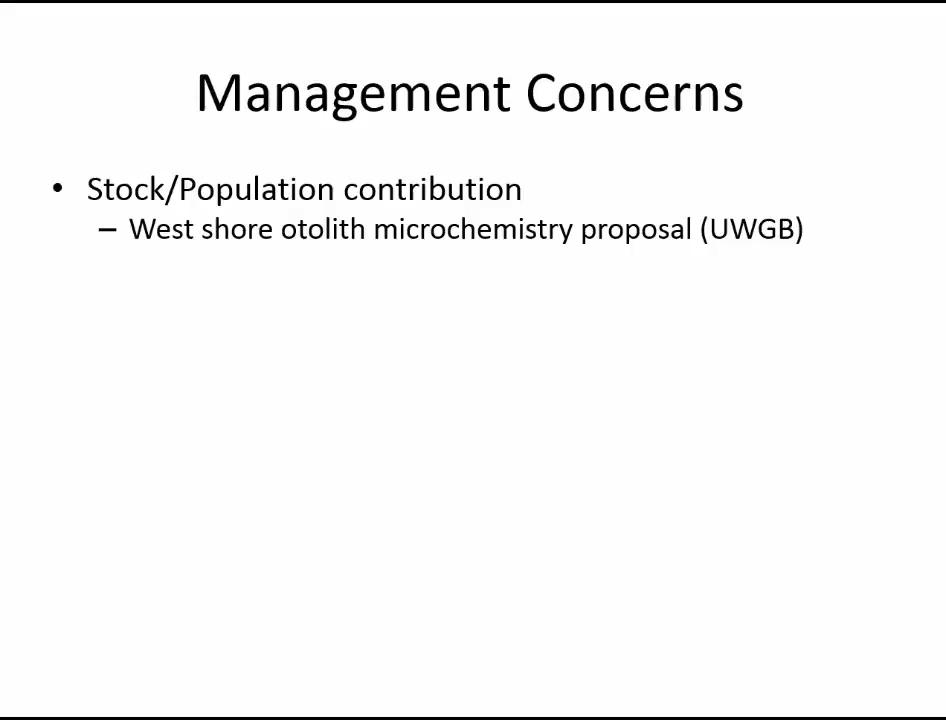 Management Concerns
• Stock/Population contribution
– West shore otolith microchemistry proposal (UWGB)